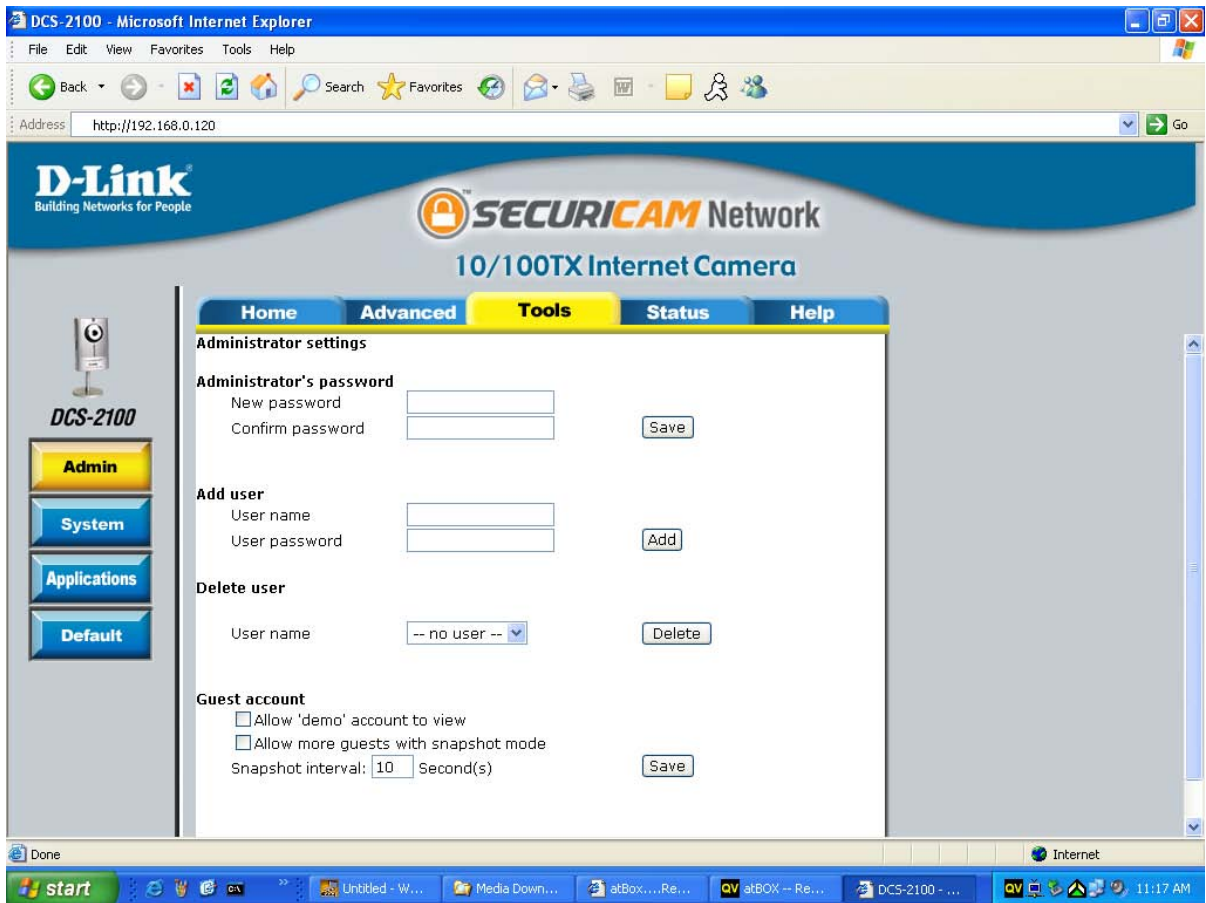 DCS-2100 - Microsoft Internet Explorer
File Edit View Favorites Tools Help
Back Search Favorites
Address http://192.168.0.120 Go
D-Link
Building Networks for People
SECURICAM Network
10/100TX Internet Camera
Home Advanced Tools Status Help
DCS-2100
Admin
System
Applications
Default
Administrator settings
Administrator's password
New password
Confirm password Save
Add user
User name
User password Add
Delete user
User name -- no user -- Delete
Guest account
Allow 'demo' account to view
Allow more guests with snapshot mode
Snapshot interval: 10 Second(s) Save
Done Internet
start Untitled - W... Media Down... atBox....Re... QV atBOX -- Re... DCS-2100 - ... QV 11:17 AM